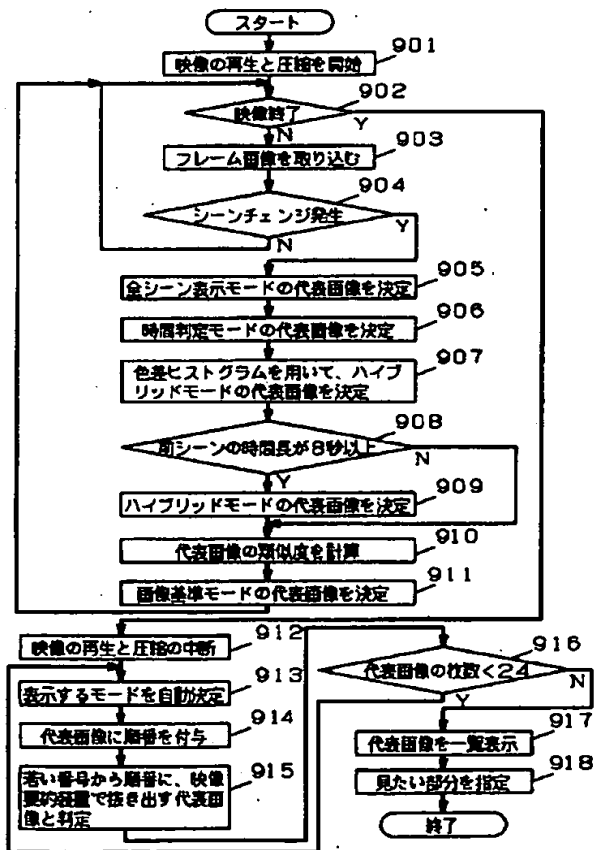 スタート
映像の再生と圧縮を開始
901
902
映像終了
Y
N
903
フレーム画像を取り込む
904
シーンチェンジ発生
Y
N
905
全シーン表示モードの代表画像を決定
906
時間判定モードの代表画像を決定
907
色差ヒストグラムを用いて、ハイブ
リッドモードの代表画像を決定
908
前シーンの時間長が8秒以上
N
Y
909
ハイブリッドモードの代表画像を決定
910
代表画像の類似度を計算
911
画像基準モードの代表画像を決定
912
映像の再生と圧縮の中断
913
表示するモードを自動決定
914
代表画像に順番を付与
915
若い番号から順番に、映像
要約装置で抜き出す代表画
像と判定
916
代表画像の枚数<24
N
Y
917
代表画像を一覧表示
918
見たい部分を指定
終了